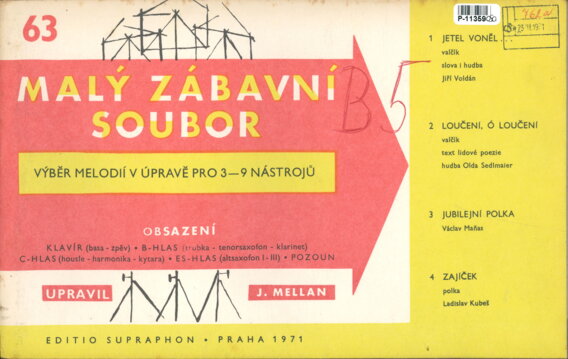 63
MALÝ ZÁBAVNÍ
SOUBOR
VÝBĚR MELODIÍ V ÚPRAVĚ PRO 3—9 NÁSTROJŮ
OBSAZENÍ
KLAVÍR (basa - zpěv) • B-HLAS (trubka - tenorsaxofon - klarinet)
C-HLAS (housle - harmonika - kytara) • ES-HLAS (altsaxofon I-III) • POZOUN
UPRAVIL J. MELLAN
EDITIO SUPRAPHON • PRAHA 1971
B5
P-11359
1 JETEL VONĚL . . .
valčík
slova i hudba
Jiří Voldán
2 LOUČENI, Ó LOUČENÍ
valčík
text lidové poezie
hudba Olda Sedlmaier
3 JUBILEJNÍ POLKA
Václav Maňas
4 ZAJÍČEK
polka
Ladislav Kubeš